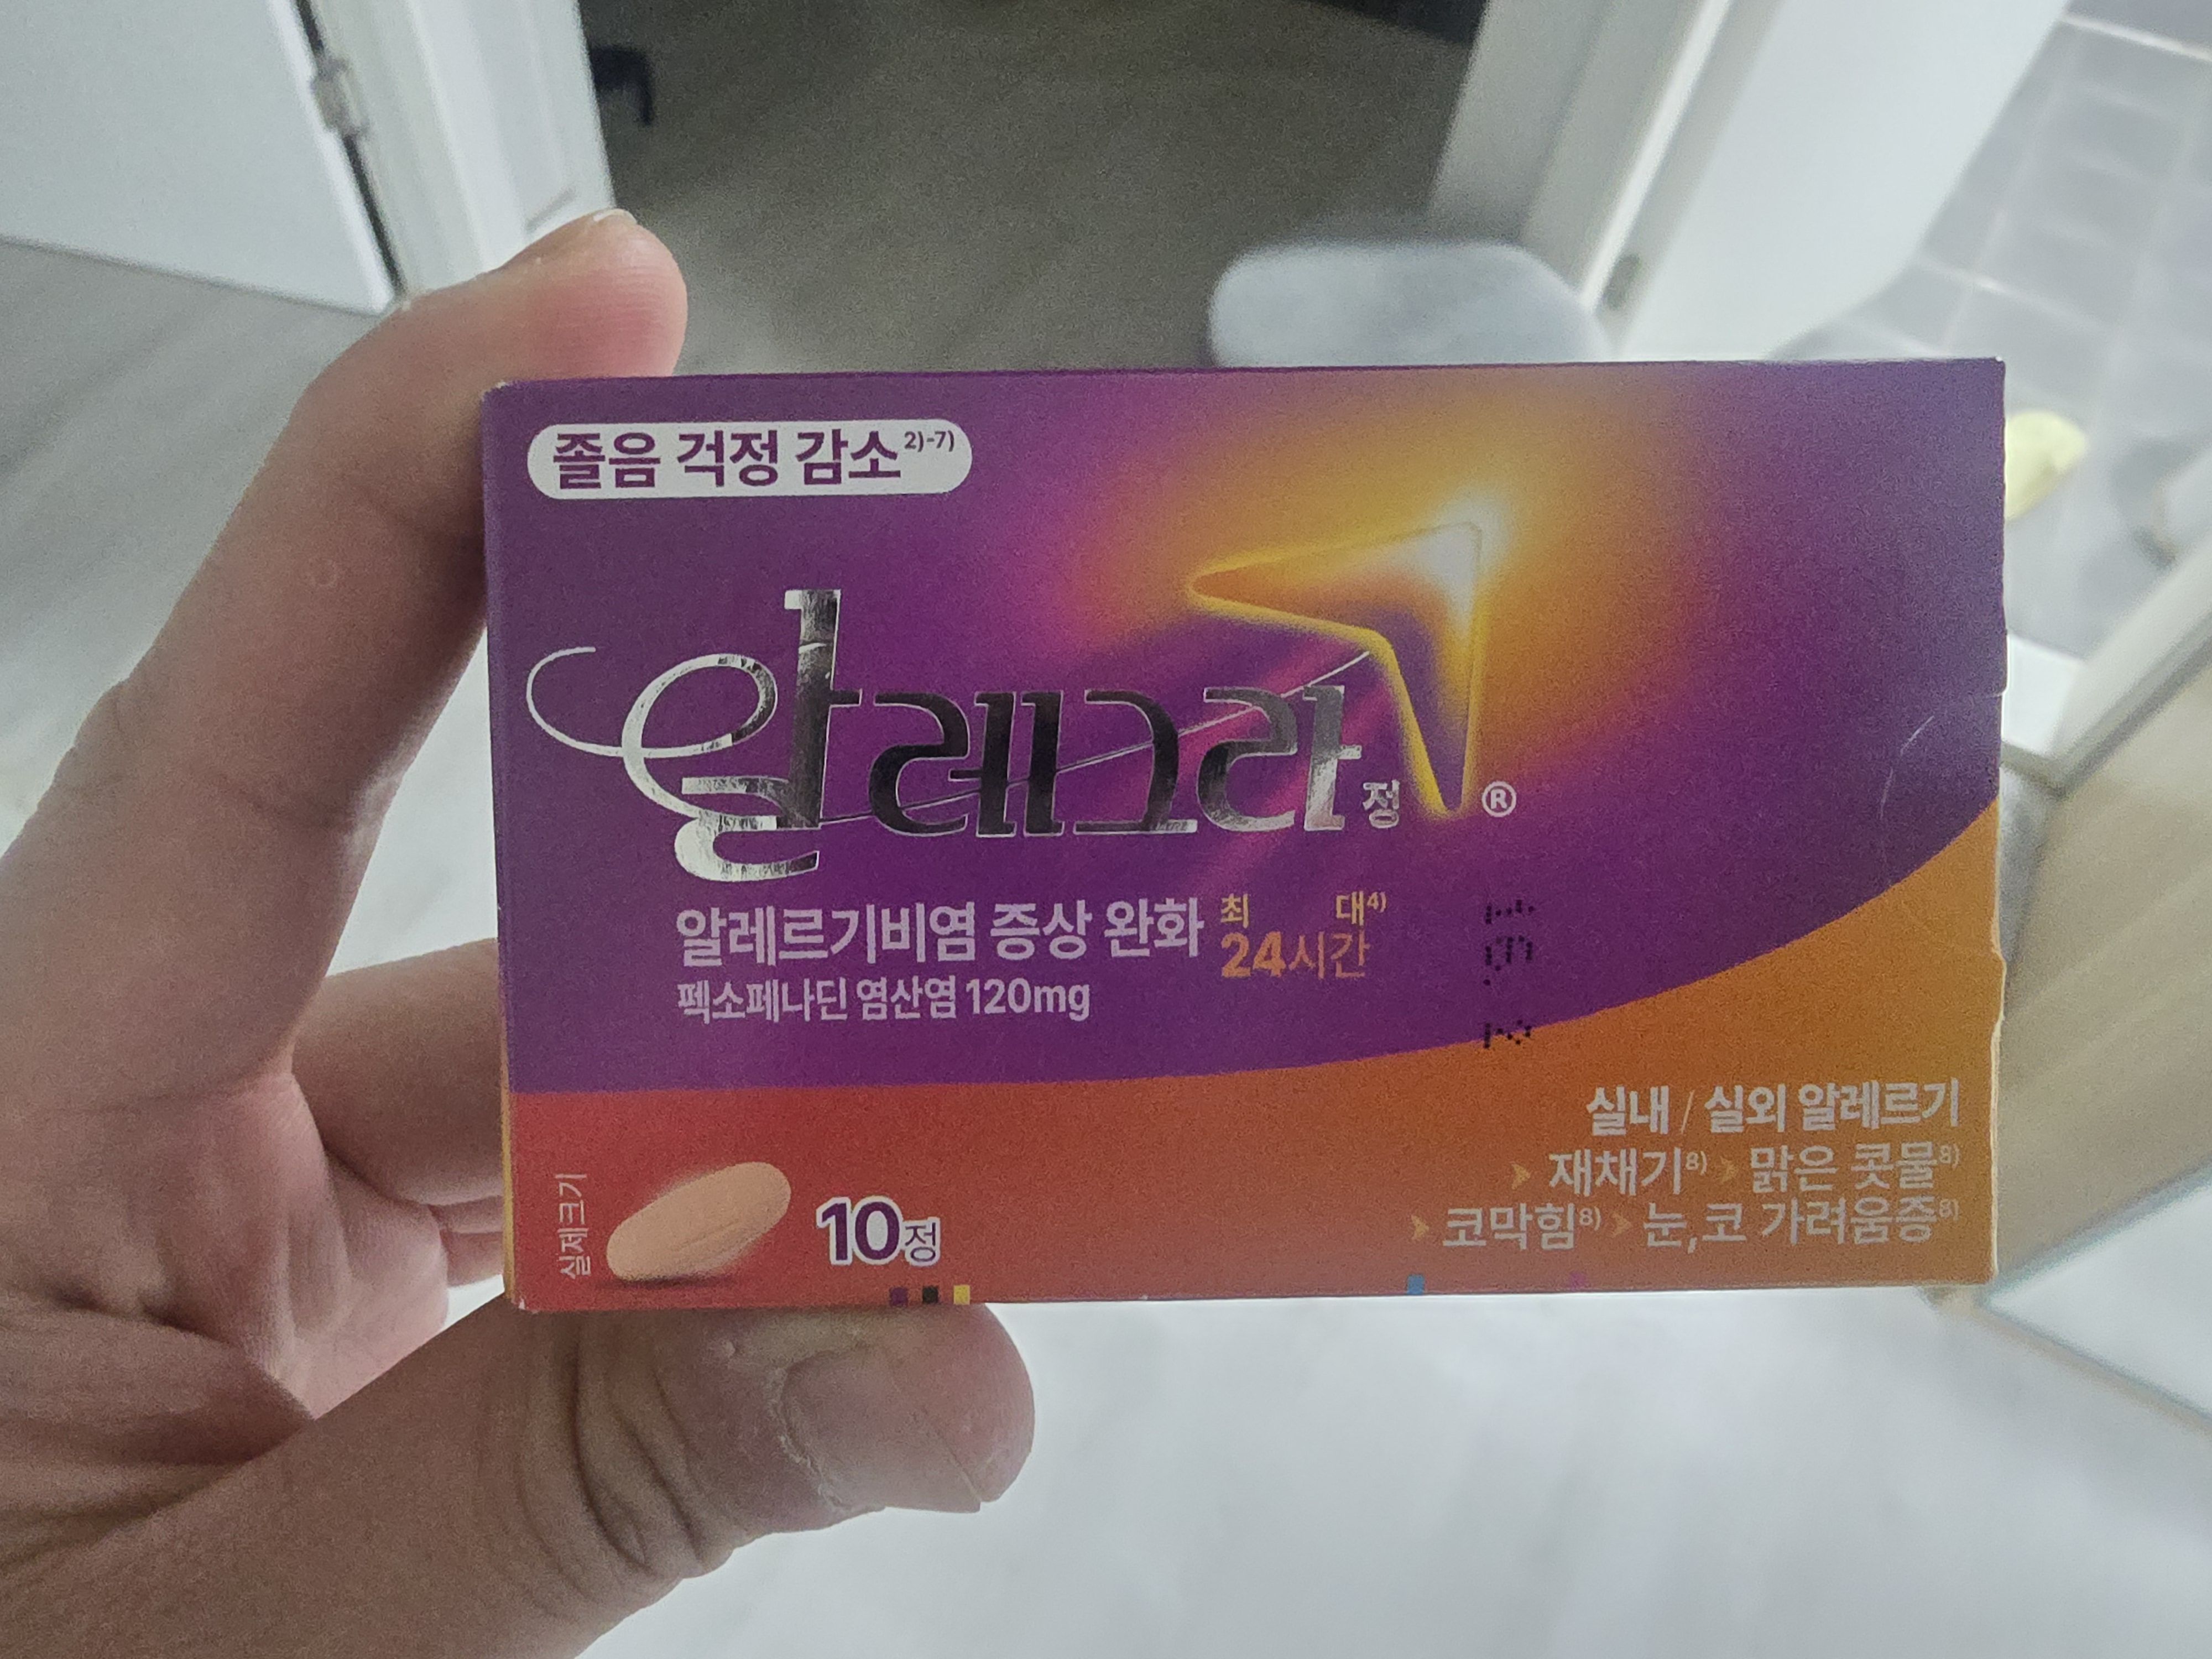 졸음 걱정 감소2)-7)
알레그라정®
알레르기비염 증상 완화 최대4) 24시간
펙소페나딘 염산염 120mg
실내 / 실외 알레르기
재채기8) 맑은 콧물8)
코막힘8) 눈,코 가려움증8)
실제크기
10정